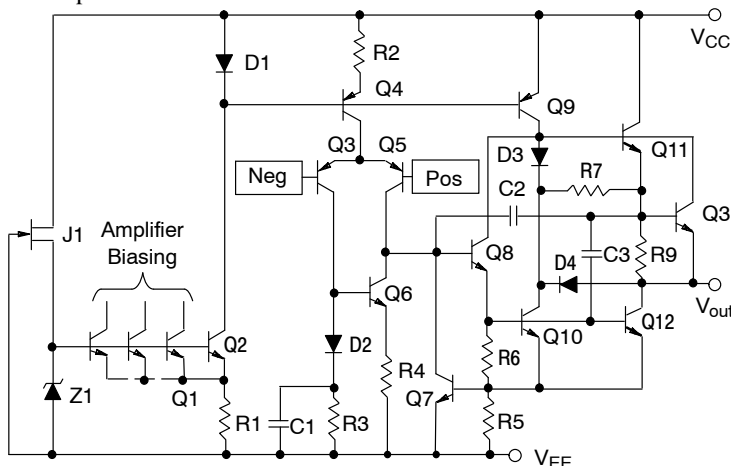 VCC
D1
R2
Q4
Q9
Q3
Q5
D3
Q11
Neg
Pos
R7
C2
Q3
J1
Amplifier
Biasing
Q8
D4
C3
R9
Q6
Vout
Q2
D2
Q10
Q12
Z1
Q1
R4
R6
Q7
R1
C1
R3
R5
VEE